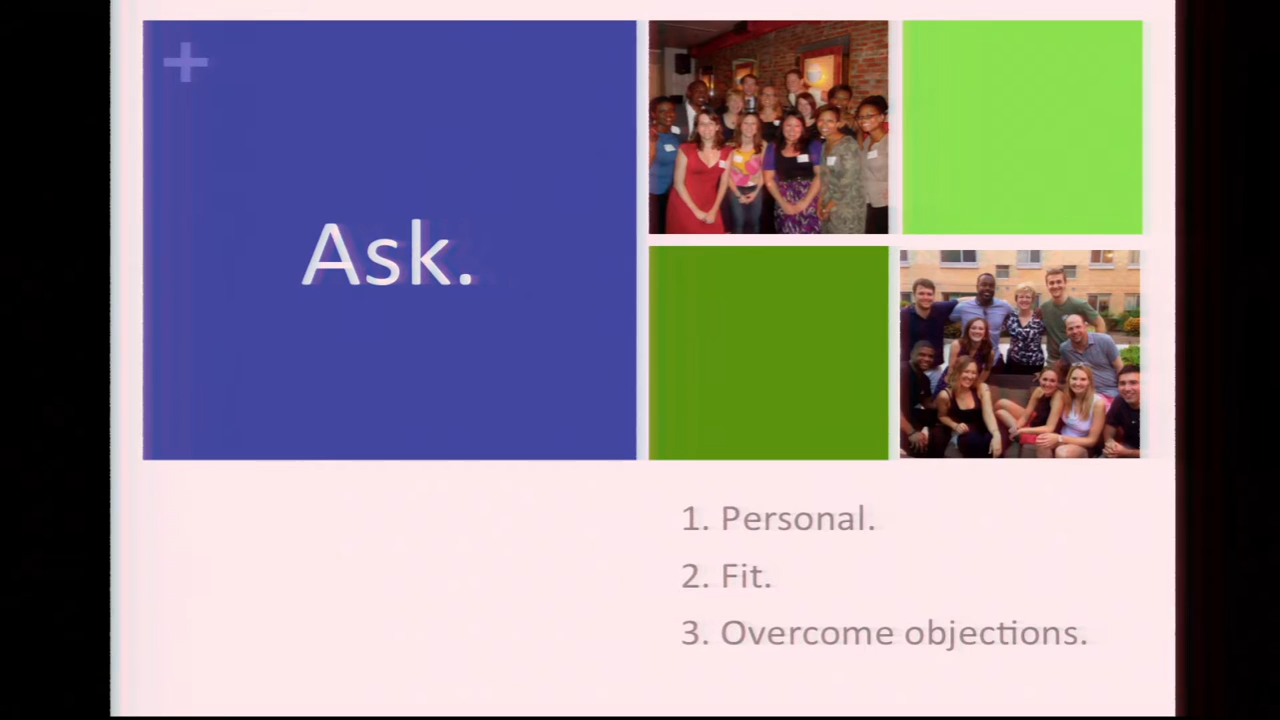 +
Ask.
1. Personal.
2. Fit.
3. Overcome objections.